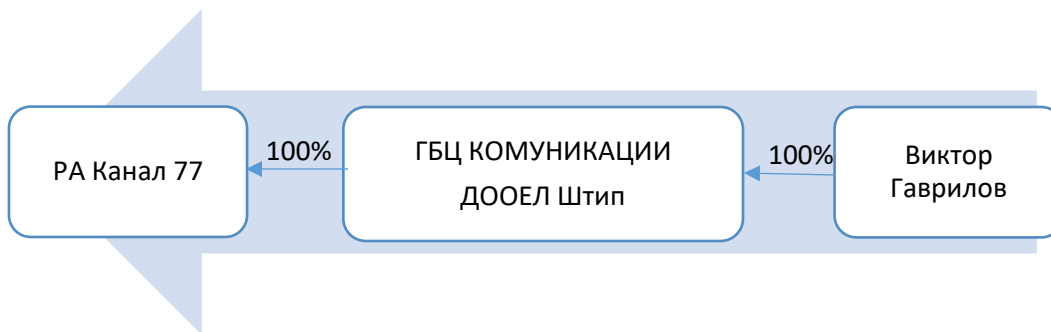 РА Канал 77
100%
ГБЦ КОМУНИКАЦИИ
ДООЕЛ Штип
100%
Виктор
Гаврилов